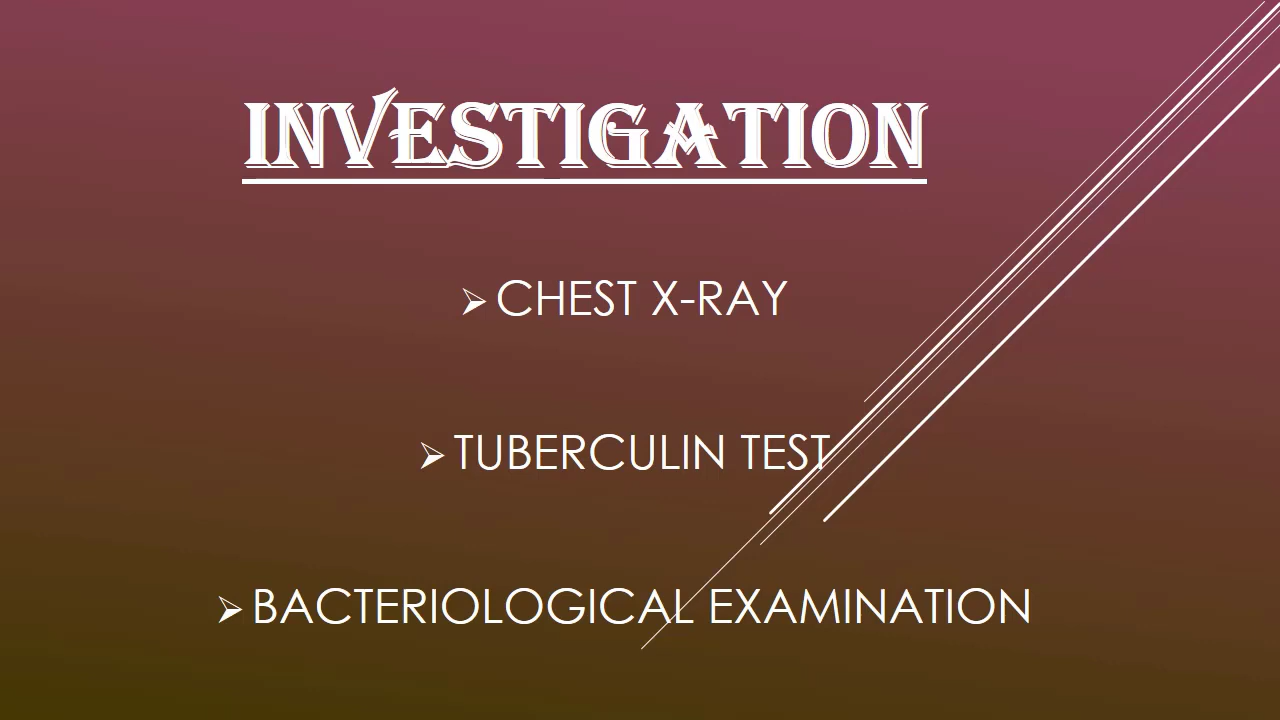 INVESTIGATION
➢ CHEST X-RAY
➢ TUBERCULIN TEST
➢ BACTERIOLOGICAL EXAMINATION